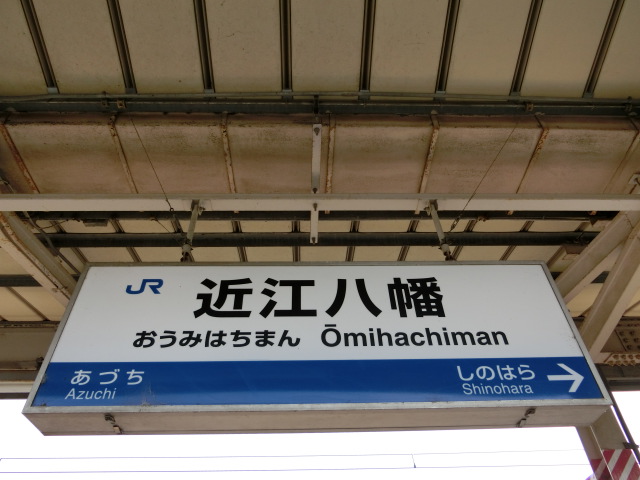 JR 近江八幡
おうみはちまん Ōmihachiman
あづち しのはら
Azuchi Shinohara